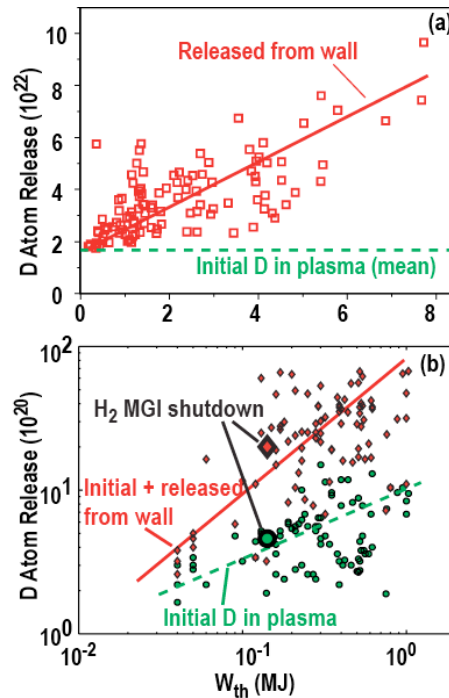 (a)
10
8
6
4
2
0
D Atom Release (10²²)
Released from wall
Initial D in plasma (mean)
0 2 4 6 8
(b)
10²
10¹
10⁰
D Atom Release (10²⁰)
H₂ MGI shutdown
Initial + released
from wall
Initial D in plasma
10⁻² 10⁻¹ 10⁰
Wth (MJ)